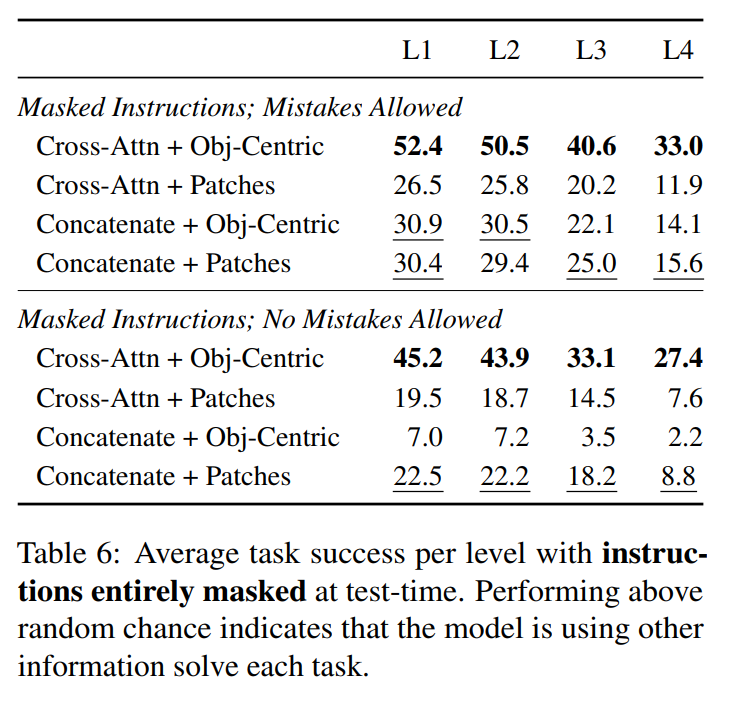 L1 L2 L3 L4
Masked Instructions; Mistakes Allowed
Cross-Attn + Obj-Centric 52.4 50.5 40.6 33.0
Cross-Attn + Patches 26.5 25.8 20.2 11.9
Concatenate + Obj-Centric 30.9 30.5 22.1 14.1
Concatenate + Patches 30.4 29.4 25.0 15.6
Masked Instructions; No Mistakes Allowed
Cross-Attn + Obj-Centric 45.2 43.9 33.1 27.4
Cross-Attn + Patches 19.5 18.7 14.5 7.6
Concatenate + Obj-Centric 7.0 7.2 3.5 2.2
Concatenate + Patches 22.5 22.2 18.2 8.8
Table 6: Average task success per level with instruc-
tions entirely masked at test-time. Performing above
random chance indicates that the model is using other
information solve each task.